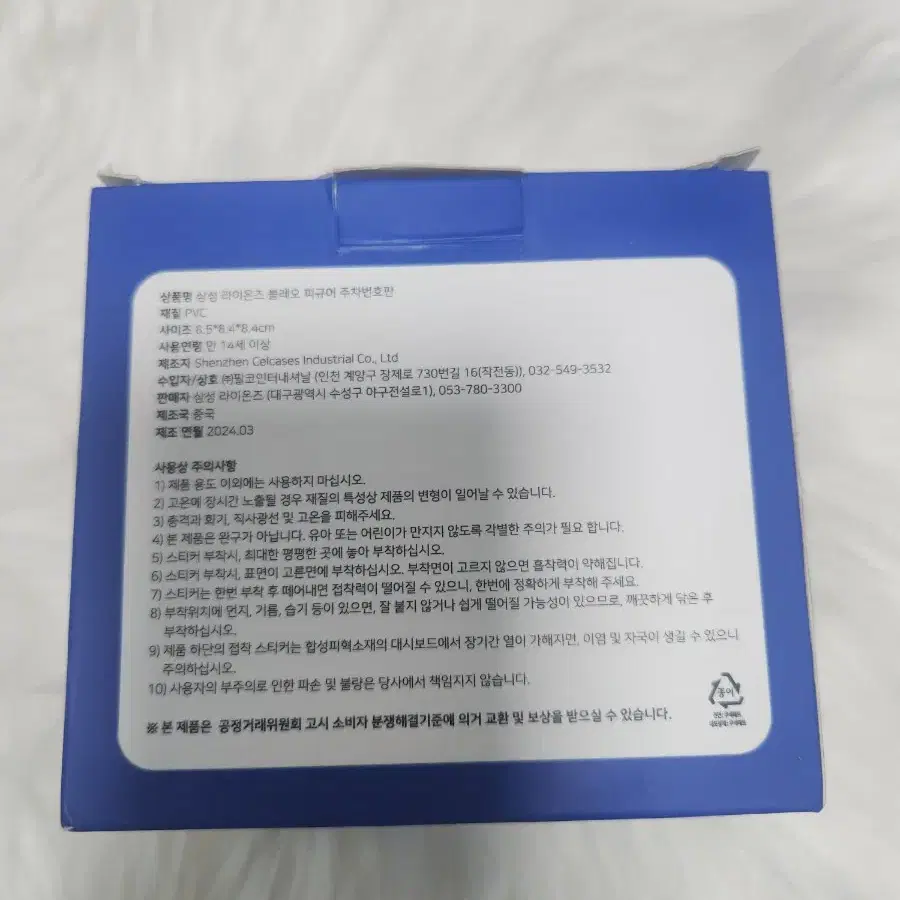 상품명 삼성 라이온즈 블레오 피규어 주차번호판
재질 PVC
사이즈 6.5*8.4*8.4cm
사용연령 만 14세 이상
제조자 Shenzhen Celcases Industrial Co., Ltd
수입자/상호 ㈜팔코인터내셔날 (인천 계양구 장제로 730번길 16(작전동)), 032-549-3532
판매자 삼성 라이온즈 (대구광역시 수성구 야구전설로1), 053-780-3300
제조국 중국
제조 연월 2024.03
사용상 주의사항
1) 제품 용도 이외에는 사용하지 마십시오.
2) 고온에 장시간 노출될 경우 재질의 특성상 제품의 변형이 일어날 수 있습니다.
3) 충격과 화기, 직사광선 및 고온을 피해주세요.
4) 본 제품은 완구가 아닙니다. 유아 또는 어린이가 만지지 않도록 각별한 주의가 필요 합니다.
5) 스티커 부착시, 최대한 평평한 곳에 놓아 부착하십시오.
6) 스티커 부착시, 표면이 고른면에 부착하십시오. 부착면이 고르지 않으면 흡착력이 약해집니다.
7) 스티커는 한번 부착 후 떼어내면 접착력이 떨어질 수 있으니, 한번에 정확하게 부착해 주세요.
8) 부착위치에 먼지, 기름, 습기 등이 있으면, 잘 붙지 않거나 쉽게 떨어질 가능성이 있으므로, 깨끗하게 닦은 후
부착하십시오.
9) 제품 하단의 접착 스티커는 합성피혁소재의 대시보드에서 장기간 열이 가해지면, 이염 및 자국이 생길 수 있으니
주의하십시오.
10) 사용자의 부주의로 인한 파손 및 불량은 당사에서 책임지지 않습니다.
※ 본 제품은 공정거래위원회 고시 소비자 분쟁해결기준에 의거 교환 및 보상을 받으실 수 있습니다.
종이